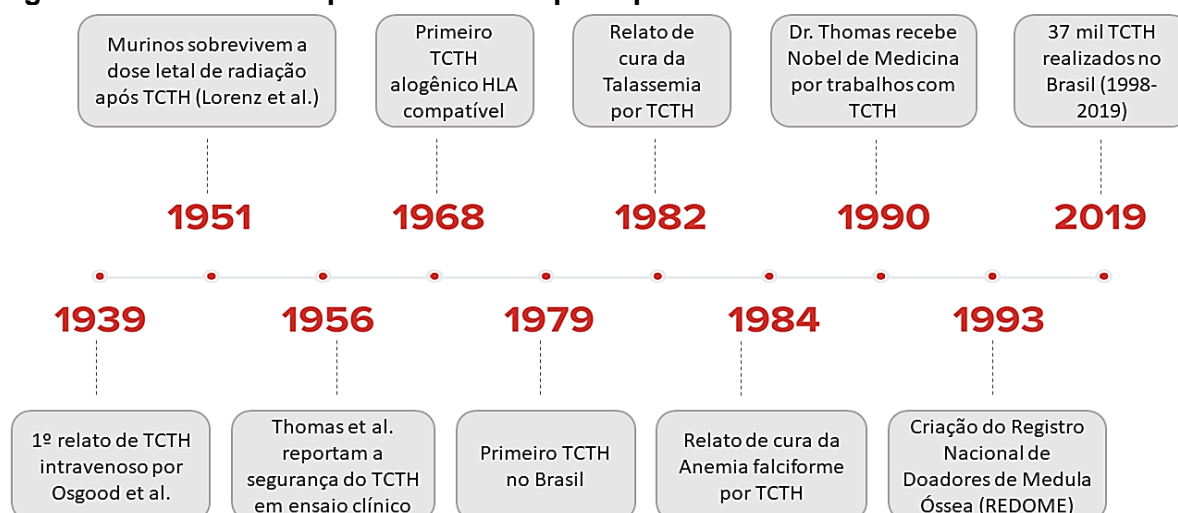 Murinos sobrevivem a
dose letal de radiação
após TCTH (Lorenz et al.)
Primeiro
TCTH
alogênico HLA
compatível
Relato de
cura da
Talassemia
por TCTH
Dr. Thomas recebe
Nobel de Medicina
por trabalhos com
TCTH
37 mil TCTH
realizados no
Brasil (1998-
2019)
1951
1968
1982
1990
2019
1939
1956
1979
1984
1993
1º relato de TCTH
intravenoso por
Osgood et al.
Thomas et al.
reportam a
segurança do TCTH
em ensaio clínico
Primeiro TCTH
no Brasil
Relato de cura da
Anemia falciforme
por TCTH
Criação do Registro
Nacional de
Doadores de Medula
Óssea (REDOME)